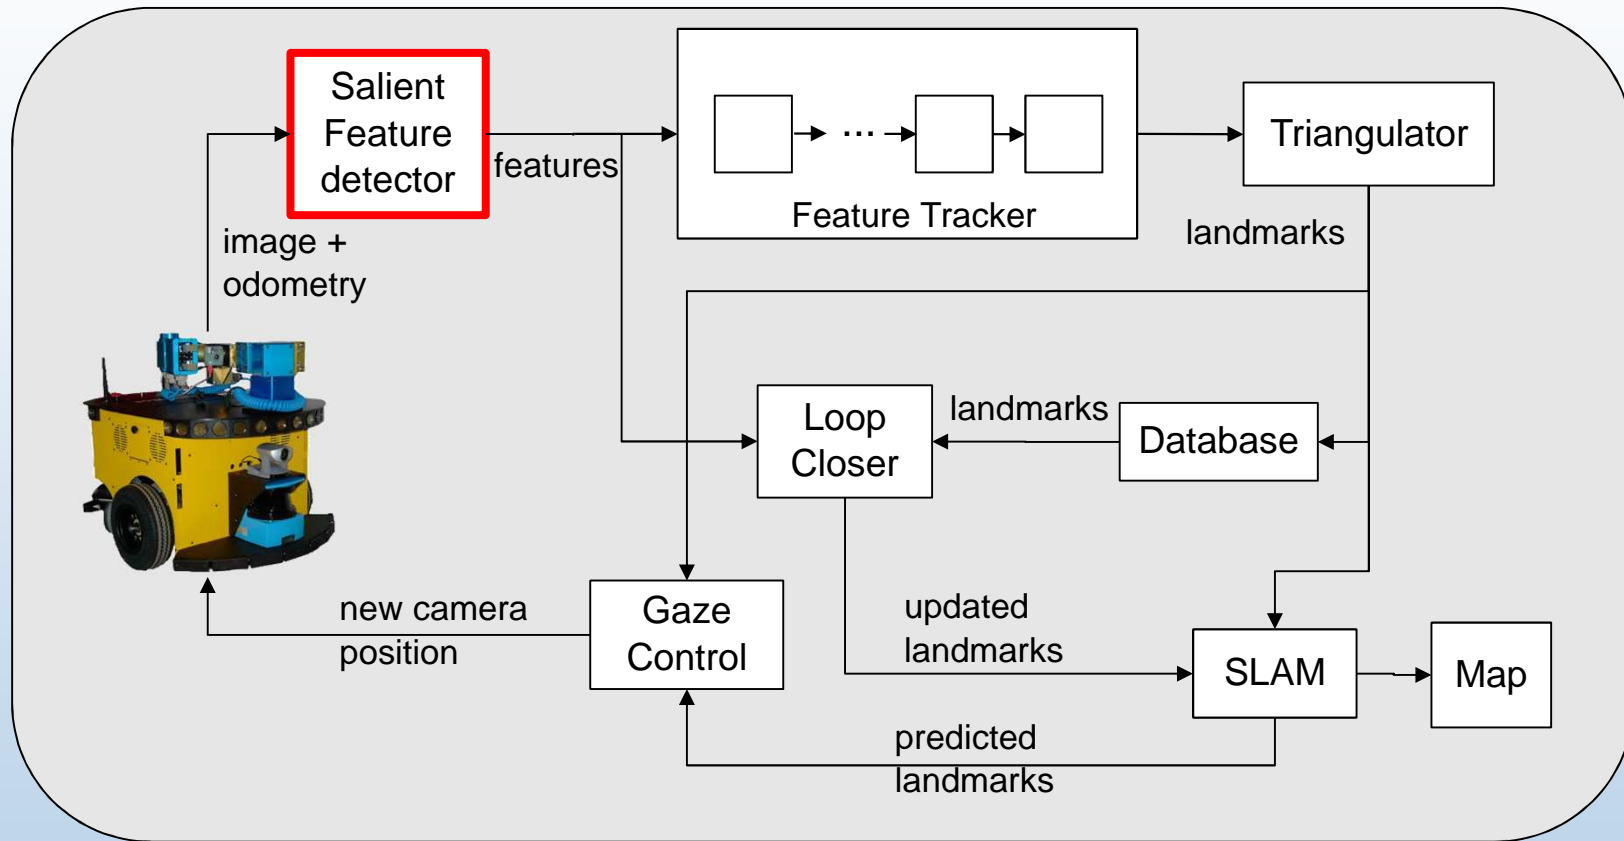 Salient
Feature
detector
features
...
Feature Tracker
Triangulator
landmarks
image +
odometry
Loop
Closer
landmarks
Database
new camera
position
Gaze
Control
updated
landmarks
SLAM
Map
predicted
landmarks